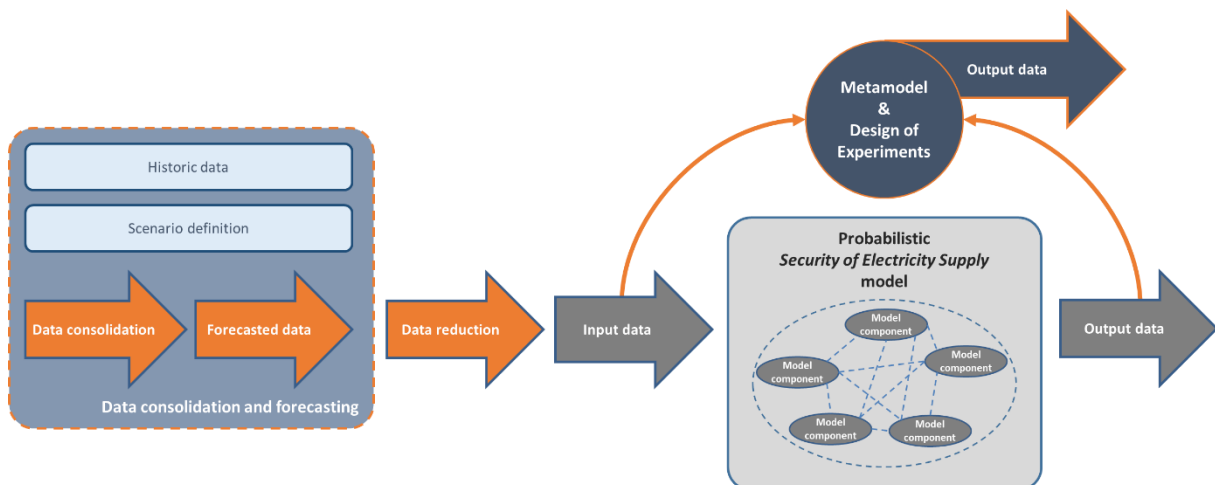 Historic data
Scenario definition
Data consolidation
Forecasted data
Data consolidation and forecasting
Data reduction
Input data
Metamodel
&
Design of
Experiments
Output data
Probabilistic
Security of Electricity Supply
model
Model
component
Model
component
Model
component
Model
component
Model
component
Output data